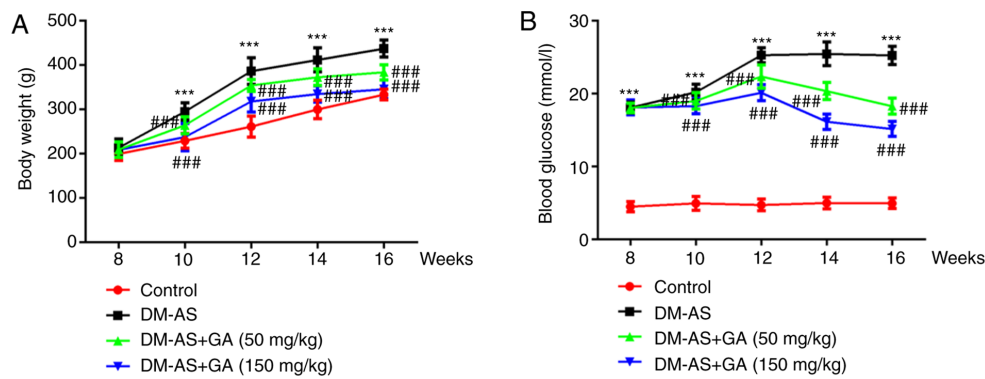 A
Body weight (g)
500
400
300
200
100
0
***
***
***
***
###
###
###
###
###
###
###
###
8 10 12 14 16 Weeks
Control
DM-AS
DM-AS+GA (50 mg/kg)
DM-AS+GA (150 mg/kg)
B
Blood glucose (mmol/l)
30
20
10
0
***
***
***
***
***
###
###
###
###
###
###
###
###
8 10 12 14 16 Weeks
Control
DM-AS
DM-AS+GA (50 mg/kg)
DM-AS+GA (150 mg/kg)